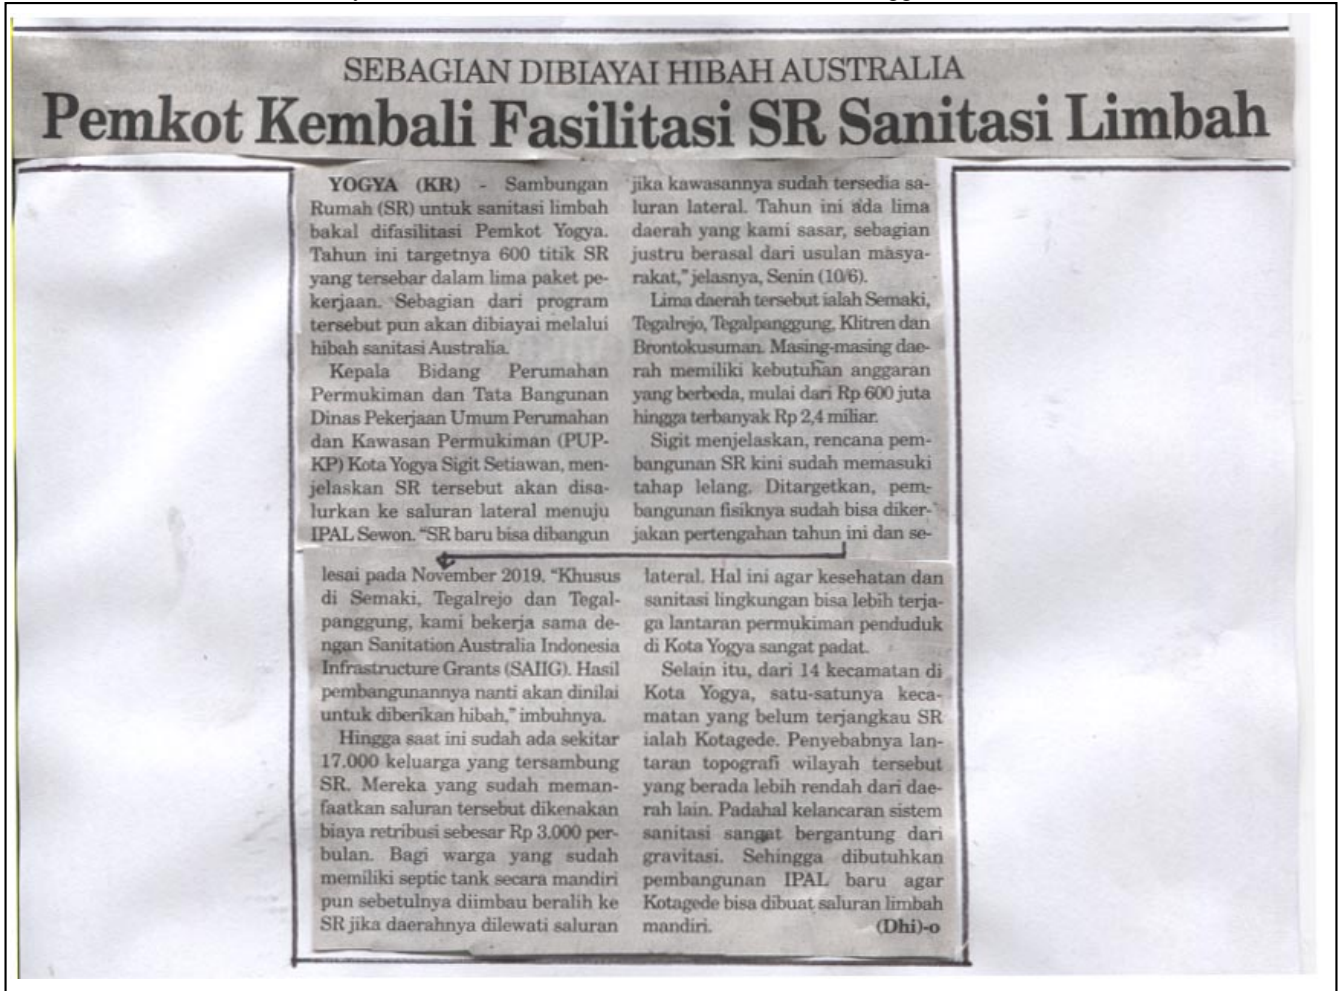 SEBAGIAN DIBIAYAI HIBAH AUSTRALIA
Pemkot Kembali Fasilitasi SR Sanitasi Limbah
YOGYA (KR) - Sambungan
Rumah (SR) untuk sanitasi limbah
bakal difasilitasi Pemkot Yogya.
Tahun ini targetnya 600 titik SR
yang tersebar dalam lima paket pe-
kerjaan. Sebagian dari program
tersebut pun akan dibiayai melalui
hibah sanitasi Australia.
Kepala Bidang Perumahan
Permukiman dan Tata Bangunan
Dinas Pekerjaan Umum Perumahan
dan Kawasan Permukiman (PUP-
KP) Kota Yogya Sigit Setiawan, men-
jelaskan SR tersebut akan disa-
lurkan ke saluran lateral menuju
IPAL Sewon. "SR baru bisa dibangun
jika kawasannya sudah tersedia sa-
luran lateral. Tahun ini ada lima
daerah yang kami sasar, sebagian
justru berasal dari usulan masya-
rakat," jelasnya, Senin (10/6).
Lima daerah tersebut ialah Semaki,
Tegalrejo, Tegalpanggung, Klitren dan
Brontokusuman. Masing-masing dae-
rah memiliki kebutuhan anggaran
yang berbeda, mulai dari Rp 600 juta
hingga terbanyak Rp 2,4 miliar.
Sigit menjelaskan, rencana pem-
bangunan SR kini sudah memasuki
tahap lelang. Ditargetkan, pem-
bangunan fisiknya sudah bisa diker-
jakan pertengahan tahun ini dan se-
lesai pada November 2019. "Khusus
di Semaki, Tegalrejo dan Tegal-
panggung, kami bekerja sama de-
ngan Sanitation Australia Indonesia
Infrastructure Grants (SAIIG). Hasil
pembangunannya nanti akan dinilai
untuk diberikan hibah," imbuhnya.
Hingga saat ini sudah ada sekitar
17.000 keluarga yang tersambung
SR. Mereka yang sudah meman-
faatkan saluran tersebut dikenakan
biaya retribusi sebesar Rp 3.000 per-
bulan. Bagi warga yang sudah
memiliki septic tank secara mandiri
pun sebetulnya diimbau beralih ke
SR jika daerahnya dilewati saluran
lateral. Hal ini agar kesehatan dan
sanitasi lingkungan bisa lebih terja-
ga lantaran permukiman penduduk
di Kota Yogya sangat padat.
Selain itu, dari 14 kecamatan di
Kota Yogya, satu-satunya keca-
matan yang belum terjangkau SR
ialah Kotagede. Penyebabnya lan-
taran topografi wilayah tersebut
yang berada lebih rendah dari dae-
rah lain. Padahal kelancaran sistem
sanitasi sangat bergantung dari
gravitasi. Sehingga dibutuhkan
pembangunan IPAL baru agar
Kotagede bisa dibuat saluran limbah
mandiri. (Dhi)-o